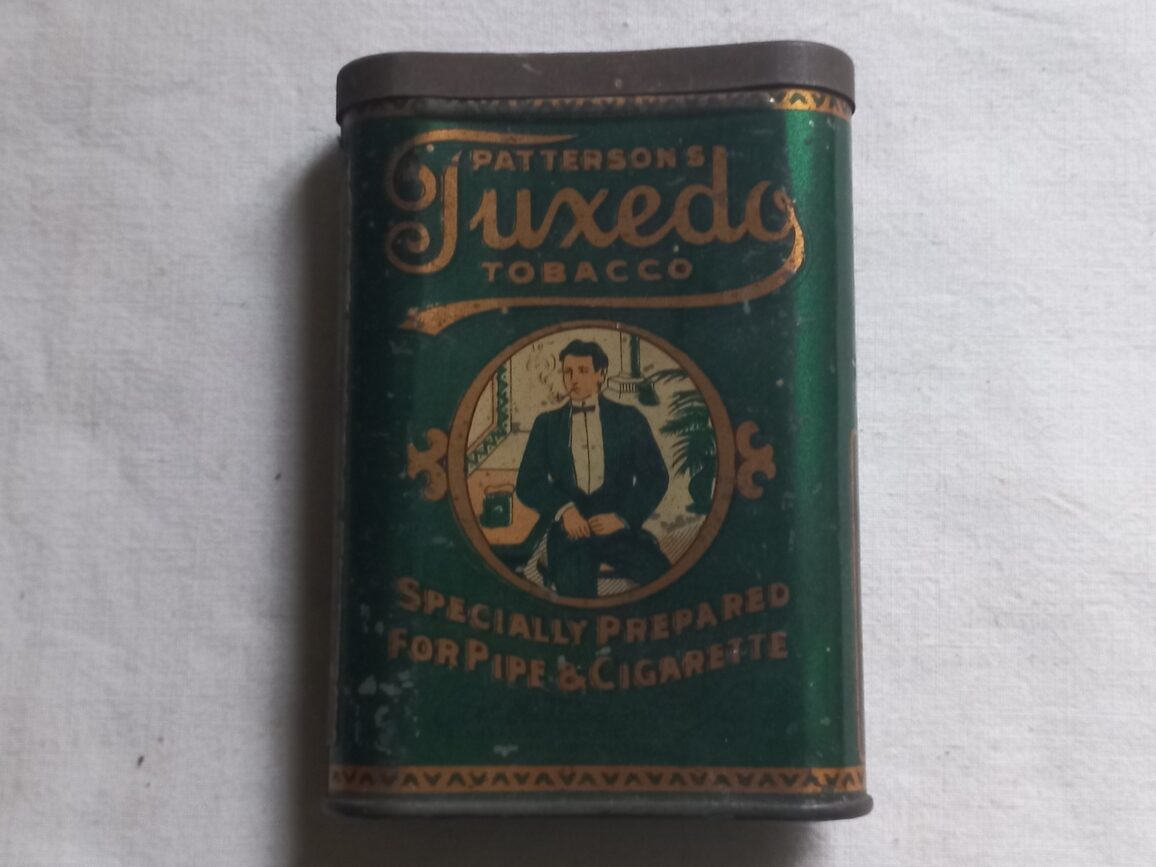 PATTERSON'S
Tuxedo
TOBACCO
SPECIALLY PREPARED
FOR PIPE & CIGARETTE